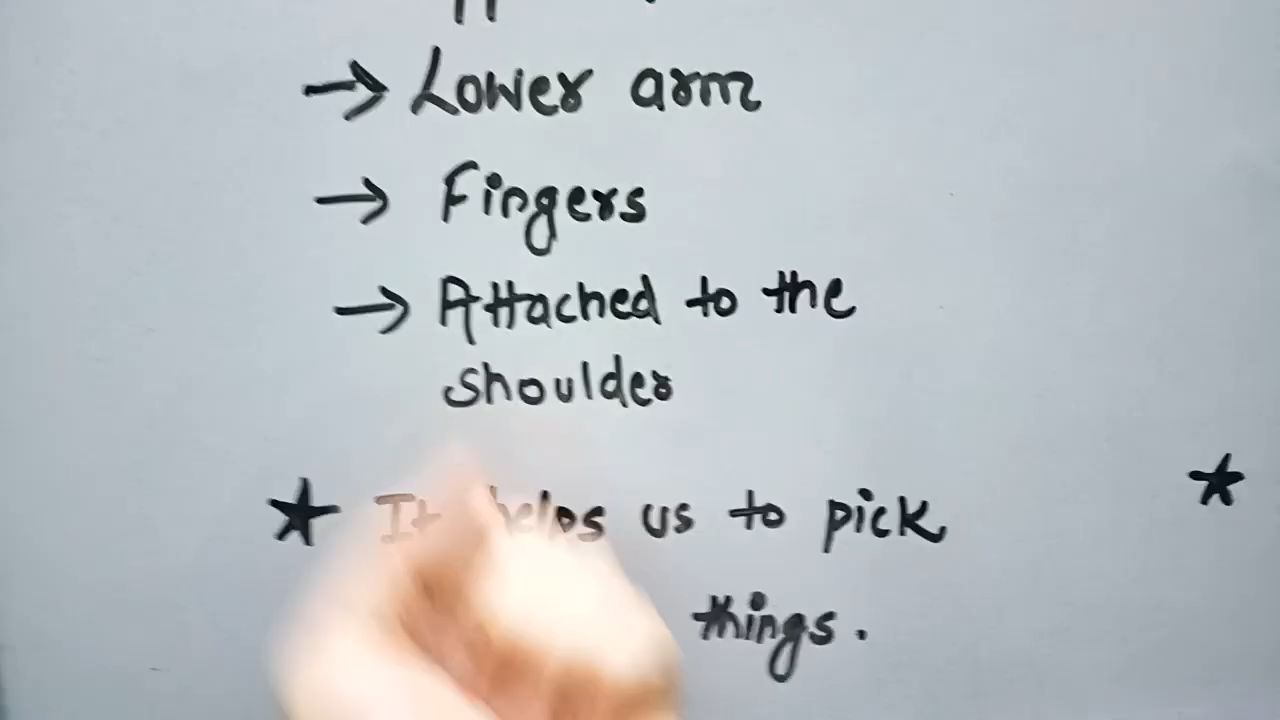 → Lower arm
→ Fingers
→ Attached to the
shoulder
★ It helps us to pick
things.
★